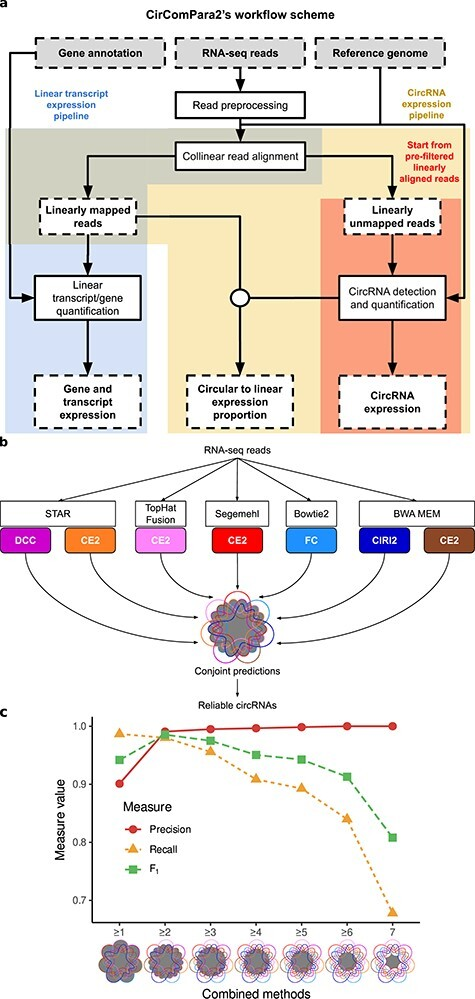 a
CirComPara2's workflow scheme
Gene annotation
RNA-seq reads
Reference genome
Linear transcript
expression
pipeline
Read preprocessing
CircRNA
expression
pipeline
Collinear read alignment
Start from
pre-filtered
linearly
aligned reads
Linearly mapped
reads
Linearly
unmapped reads
Linear
transcript/gene
quantification
CircRNA detection
and quantification
Gene and
transcript
expression
Circular to linear
expression
proportion
CircRNA
expression
b
RNA-seq reads
STAR
TopHat
Fusion
Segemehl
Bowtie2
BWA MEM
DCC
CE2
CE2
CE2
FC
CIRI2
CE2
Conjoint predictions
Reliable circRNAs
c
Measure value
1.0
0.9
0.8
0.7
Measure
Precision
Recall
F1
≥1
≥2
≥3
≥4
≥5
≥6
7
Combined methods